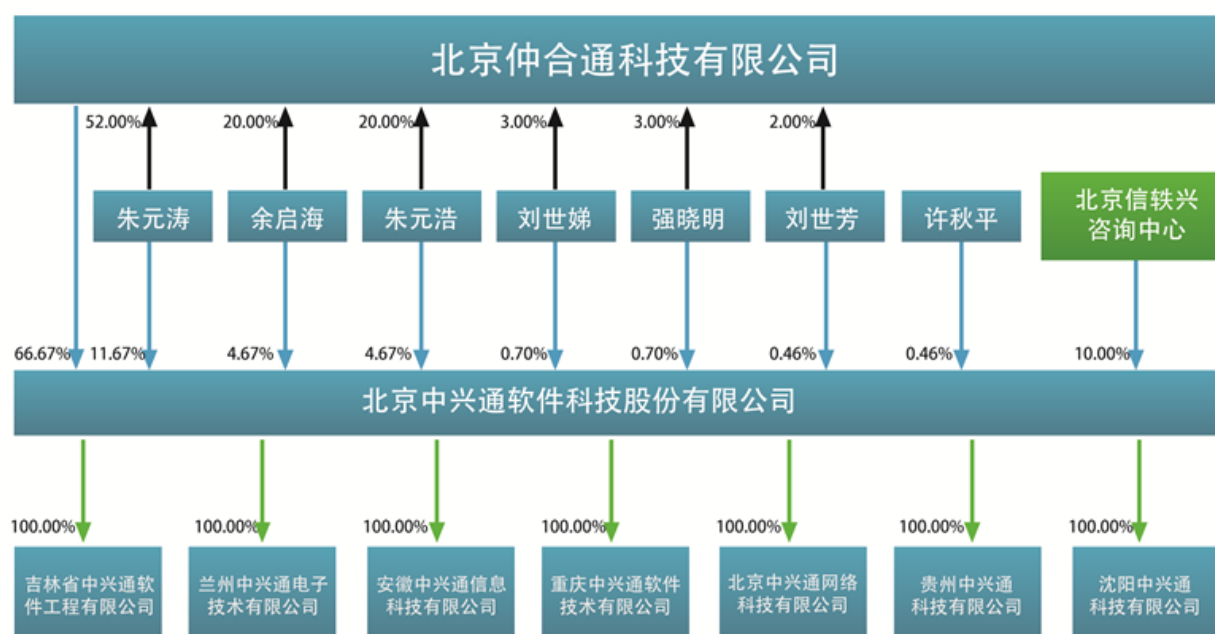 北京仲合通科技有限公司
52.00%
20.00%
20.00%
3.00%
3.00%
2.00%
朱元涛
余启海
朱元浩
刘世娣
强晓明
刘世芳
许秋平
北京信轶兴
咨询中心
66.67%
11.67%
4.67%
4.67%
0.70%
0.70%
0.46%
0.46%
10.00%
北京中兴通软件科技股份有限公司
100.00%
100.00%
100.00%
100.00%
100.00%
100.00%
100.00%
吉林省中兴通软
件工程有限公司
兰州中兴通电子
技术有限公司
安徽中兴通信息
科技有限公司
重庆中兴通软件
技术有限公司
北京中兴通网络
科技有限公司
贵州中兴通
科技有限公司
沈阳中兴通
科技有限公司